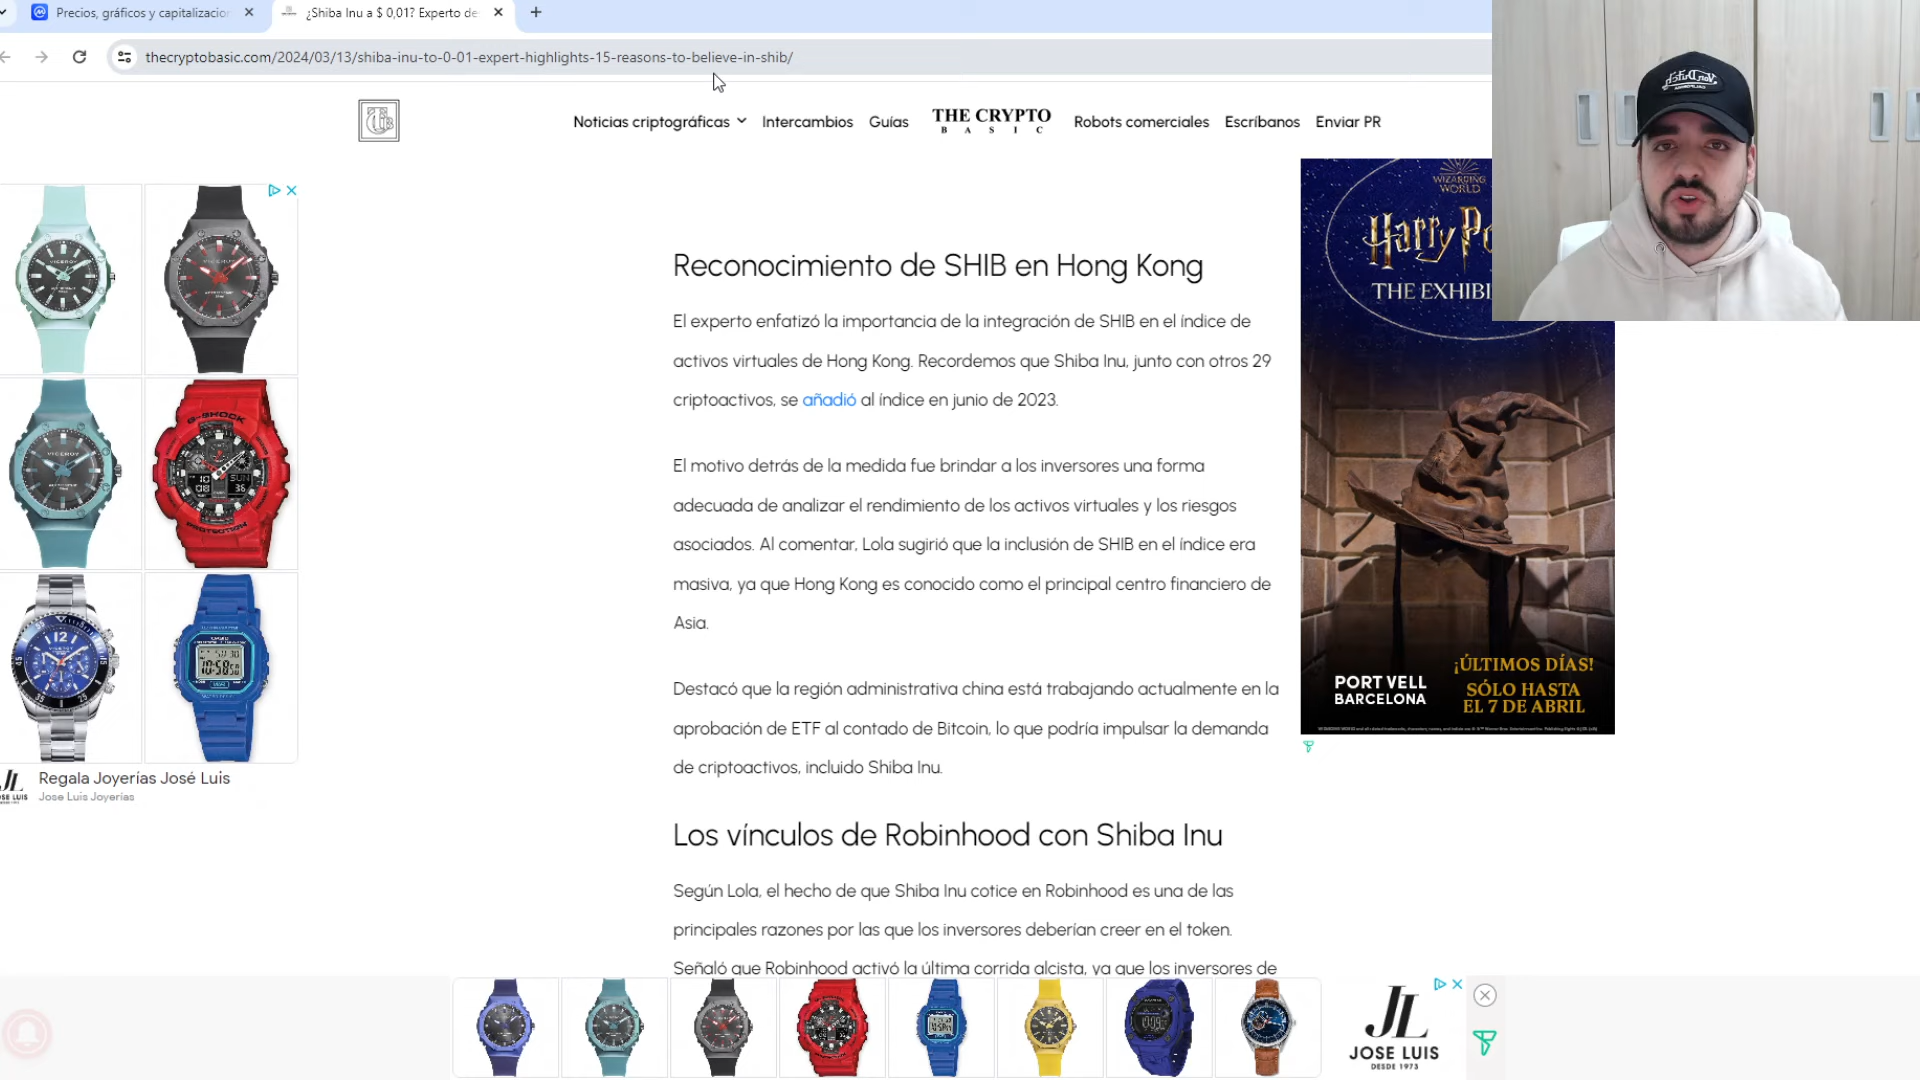 Precios, gráficos y capitalizacio
¿Shiba Inu a $ 0,01? Experto de
thecryptobasic.com/2024/03/13/shiba-inu-to-0-01-expert-highlights-15-reasons-to-believe-in-shib/
Noticias criptográficas
Intercambios
Guías
THE CRYPTO
BASIC
Robots comerciales
Escríbanos
Enviar PR
WIZARDING
WORLD
Harry Po
THE EXHIBI
Reconocimiento de SHIB en Hong Kong
El experto enfatizó la importancia de la integración de SHIB en el índice de
activos virtuales de Hong Kong. Recordemos que Shiba Inu, junto con otros 29
criptoactivos, se añadió al índice en junio de 2023.
El motivo detrás de la medida fue brindar a los inversores una forma
adecuada de analizar el rendimiento de los activos virtuales y los riesgos
asociados. Al comentar, Lola sugirió que la inclusión de SHIB en el índice era
masiva, ya que Hong Kong es conocido como el principal centro financiero de
Asia.
Destacó que la región administrativa china está trabajando actualmente en la
aprobación de ETF al contado de Bitcoin, lo que podría impulsar la demanda
de criptoactivos, incluido Shiba Inu.
Los vínculos de Robinhood con Shiba Inu
Según Lola, el hecho de que Shiba Inu cotice en Robinhood es una de las
principales razones por las que los inversores deberían creer en el token.
Señaló que Robinhood activó la última corrida alcista, ya que los inversores de
PORT VELL
BARCELONA
¡ÚLTIMOS DÍAS!
SÓLO HASTA
EL 7 DE ABRIL
VICEROY
G-SHOCK
PROTECTION
10:58
JL
Regala Joyerías José Luis
Jose Luis Joyerías
JL
JOSE LUIS
DESDE 1973